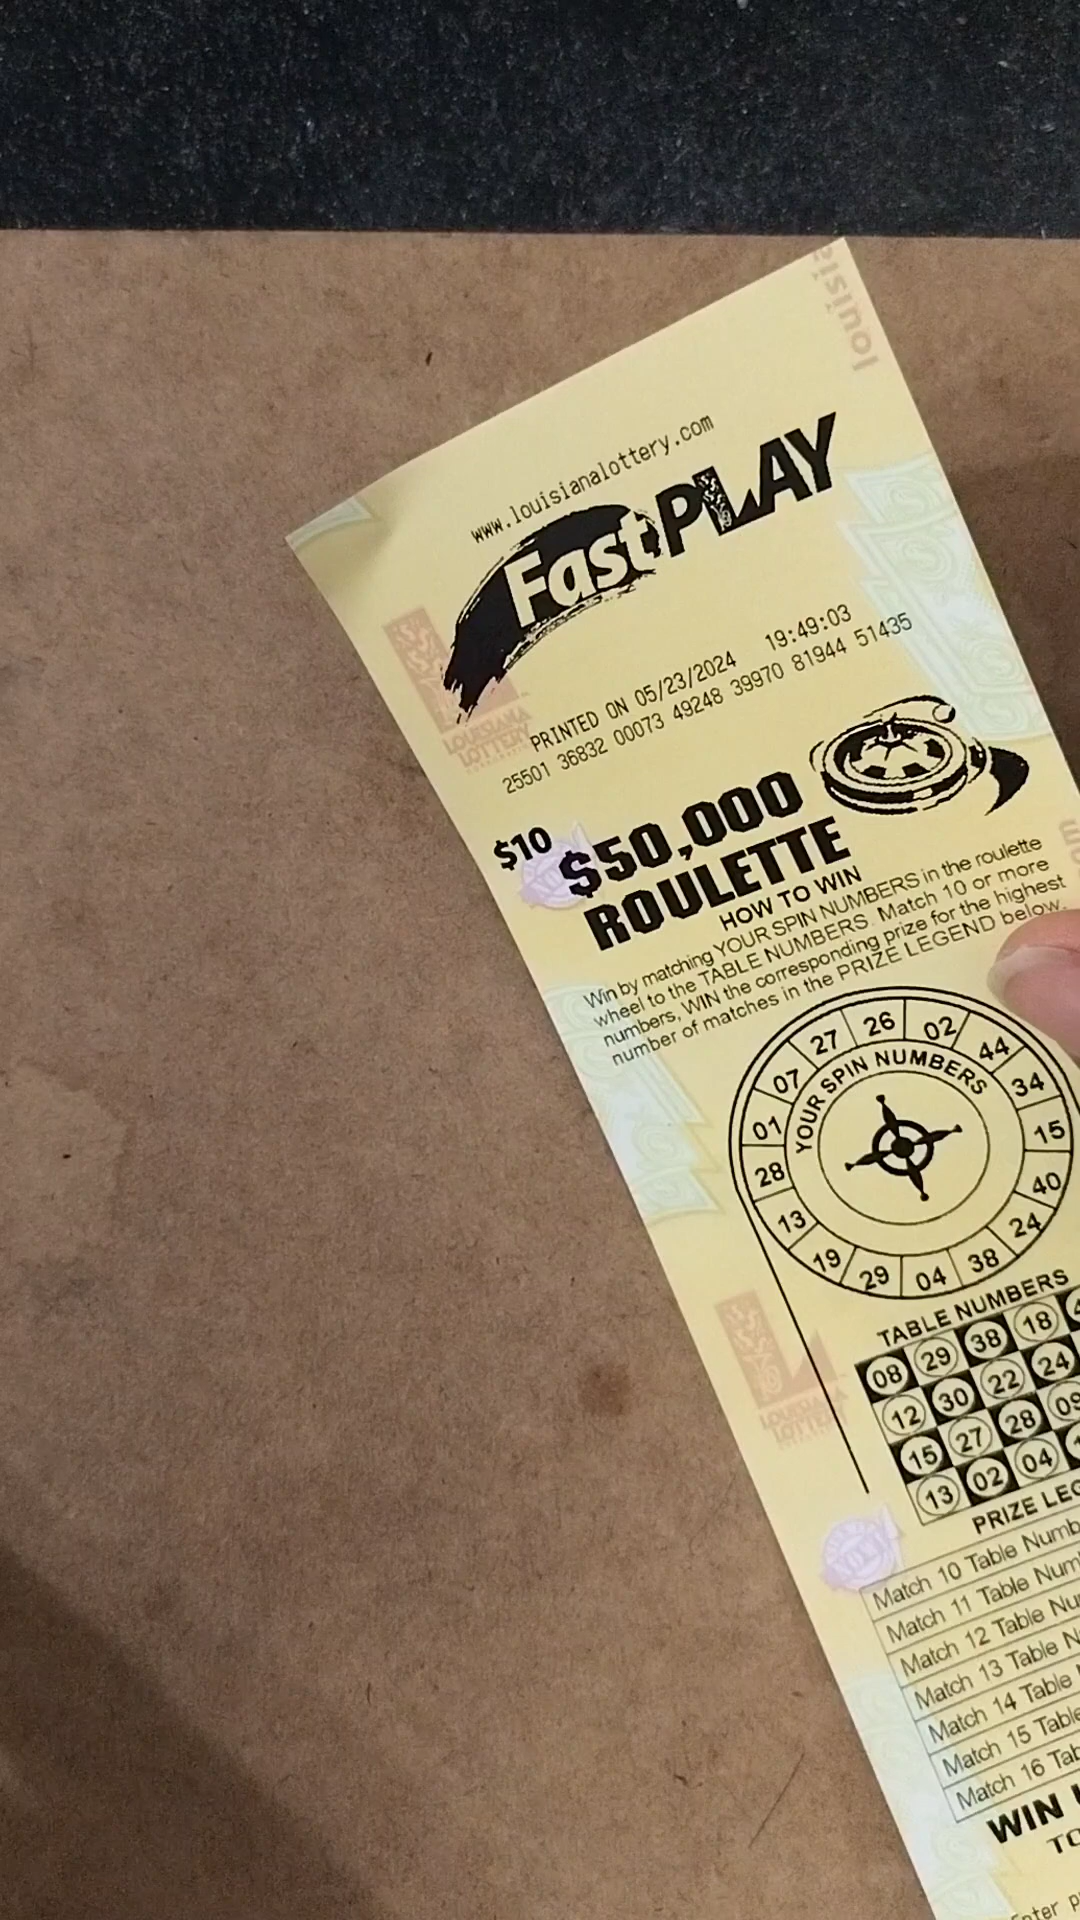 louisia
www.louisianalottery.com
Fast PLAY
PRINTED ON 05/23/2024 19:49:03
25501 36832 00073 49248 39970 81944 51435
$10 $50,000
ROULETTE
HOW TO WIN
Win by matching YOUR SPIN NUMBERS in the roulette
wheel to the TABLE NUMBERS. Match 10 or more
numbers, WIN the corresponding prize for the highest
number of matches in the PRIZE LEGEND below.
YOUR SPIN NUMBERS
26 02 44 34 15 40 24 38 04 29 19 13 28 01 07 27
TABLE NUMBERS
08 29 38 18
12 30 22 24
15 27 28 09
13 02 04
PRIZE LEG
Match 10 Table Numb
Match 11 Table Num
Match 12 Table Nu
Match 13 Table N
Match 14 Table
Match 15 Table
Match 16 Tab
WIN
TO
Enter
LOUISIANA
LOTTERY
LOUISIANA
LOTTERY